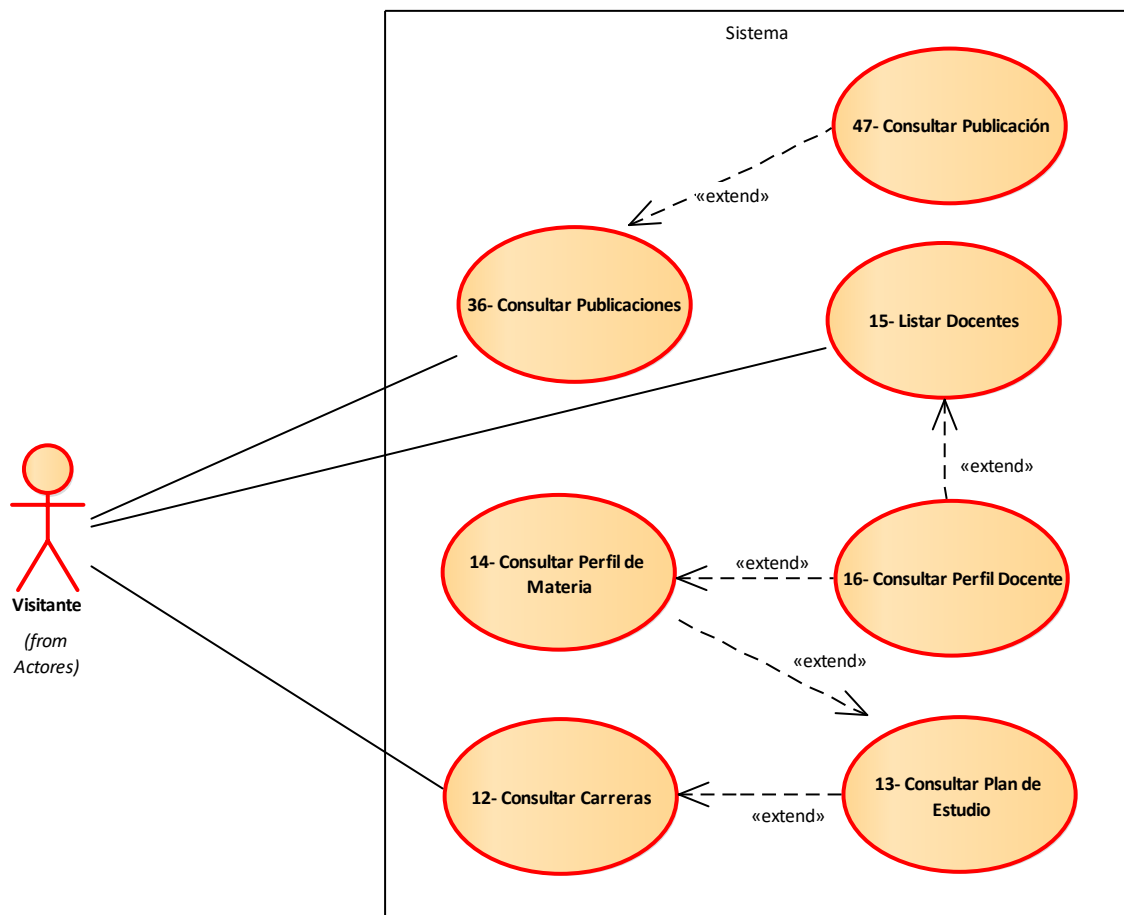 Sistema
47- Consultar Publicación
«extend»
36- Consultar Publicaciones
15- Listar Docentes
«extend»
14- Consultar Perfil de
Materia
«extend»
16- Consultar Perfil Docente
Visitante
(from
Actores)
«extend»
12- Consultar Carreras
«extend»
13- Consultar Plan de
Estudio